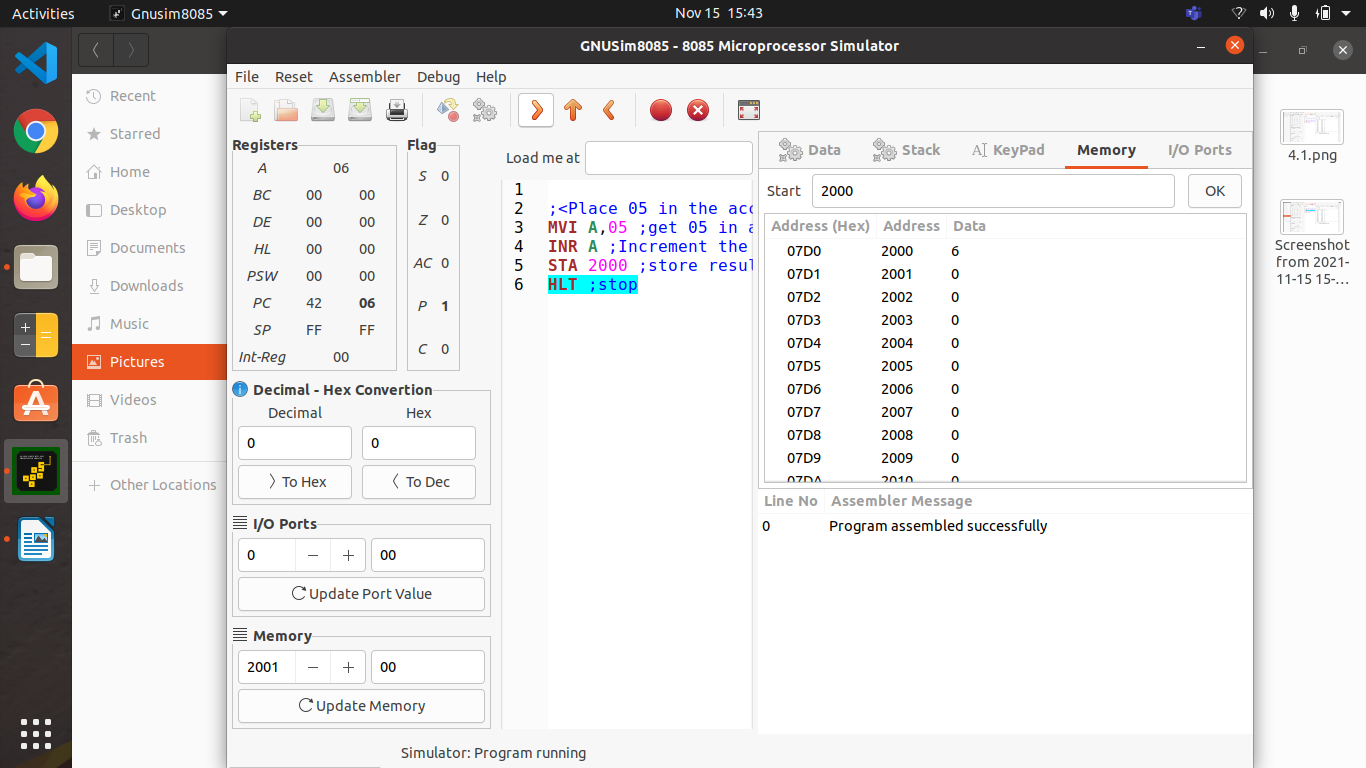 Activities Gnusim8085 Nov 15 15:43
GNUSim8085 - 8085 Microprocessor Simulator
File Reset Assembler Debug Help
Recent
Starred
Home
Desktop
Documents
Downloads
Music
Pictures
Videos
Trash
Other Locations
Registers
A 06
BC 00 00
DE 00 00
HL 00 00
PSW 00 00
PC 42 06
SP FF FF
Int-Reg 00
Flag
S 0
Z 0
AC 0
P 1
C 0
Decimal - Hex Convertion
Decimal Hex
0 0
To Hex To Dec
I/O Ports
0 00
Update Port Value
Memory
2001 00
Update Memory
Load me at
1
2 ;<Place 05 in the acc
3 MVI A,05 ;get 05 in a
4 INR A ;Increment the
5 STA 2000 ;store resul
6 HLT ;stop
Data Stack KeyPad Memory I/O Ports
Start 2000 OK
Address (Hex) Address Data
07D0 2000 6
07D1 2001 0
07D2 2002 0
07D3 2003 0
07D4 2004 0
07D5 2005 0
07D6 2006 0
07D7 2007 0
07D8 2008 0
07D9 2009 0
07DA 2010 0
Line No Assembler Message
0 Program assembled successfully
Simulator: Program running
4.1.png
Screenshot
from 2021-
11-15 15-…